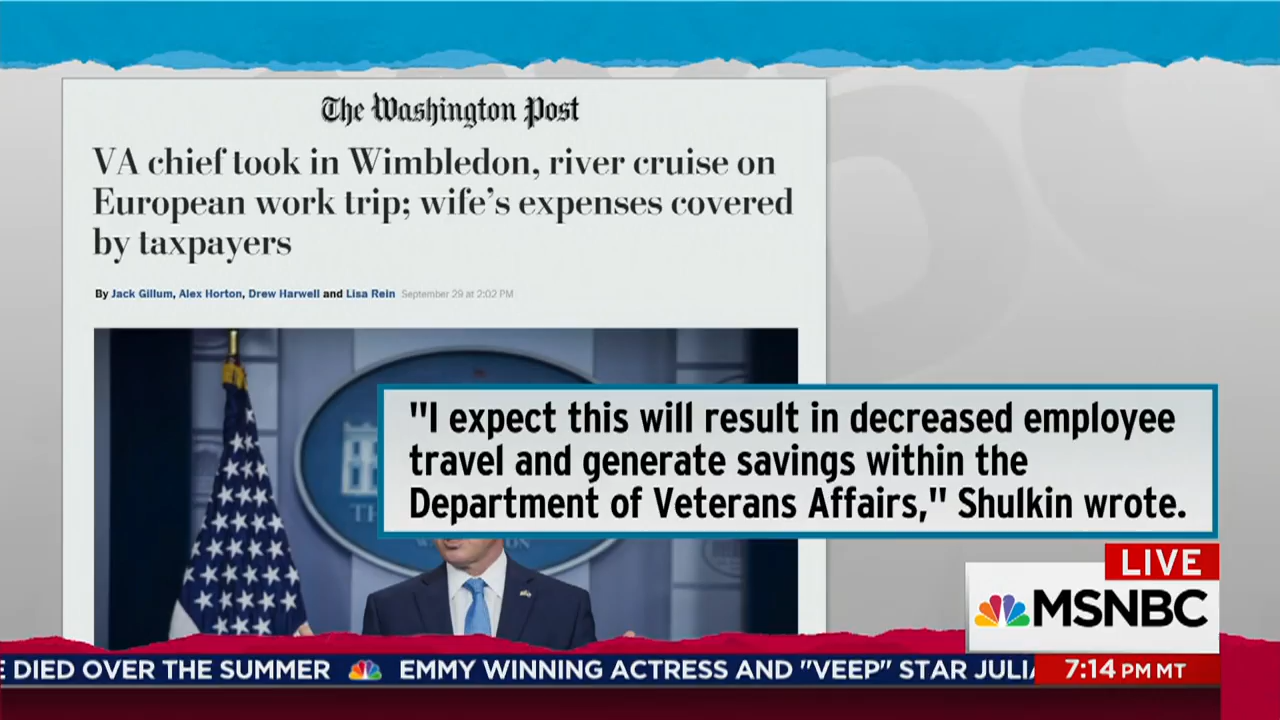 The Washington Post
VA chief took in Wimbledon, river cruise on
European work trip; wife's expenses covered
by taxpayers
By Jack Gillum, Alex Horton, Drew Harwell and Lisa Rein September 29 at 2:02 PM
"I expect this will result in decreased employee
travel and generate savings within the
Department of Veterans Affairs," Shulkin wrote.
LIVE
MSNBC
DIED OVER THE SUMMER EMMY WINNING ACTRESS AND "VEEP" STAR
7:14 PM MT